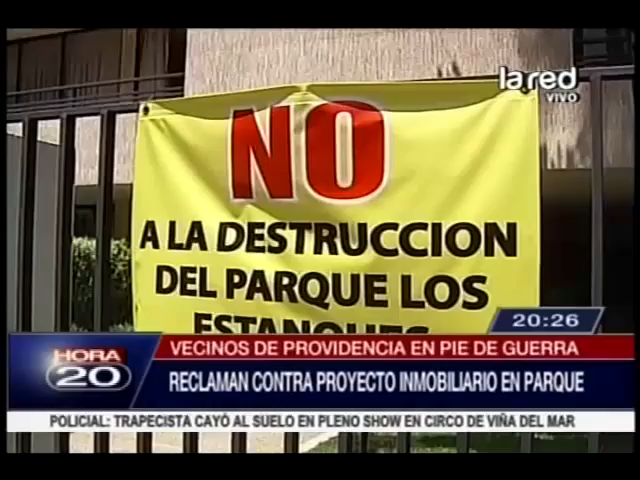 la red
VIVO
NO
A LA DESTRUCCION
DEL PARQUE LOS
ESTANQUES
20:26
HORA
20
VECINOS DE PROVIDENCIA EN PIE DE GUERRA
RECLAMAN CONTRA PROYECTO INMOBILIARIO EN PARQUE
POLICIAL: TRAPECISTA CAYÓ AL SUELO EN PLENO SHOW EN CIRCO DE VIÑA DEL MAR